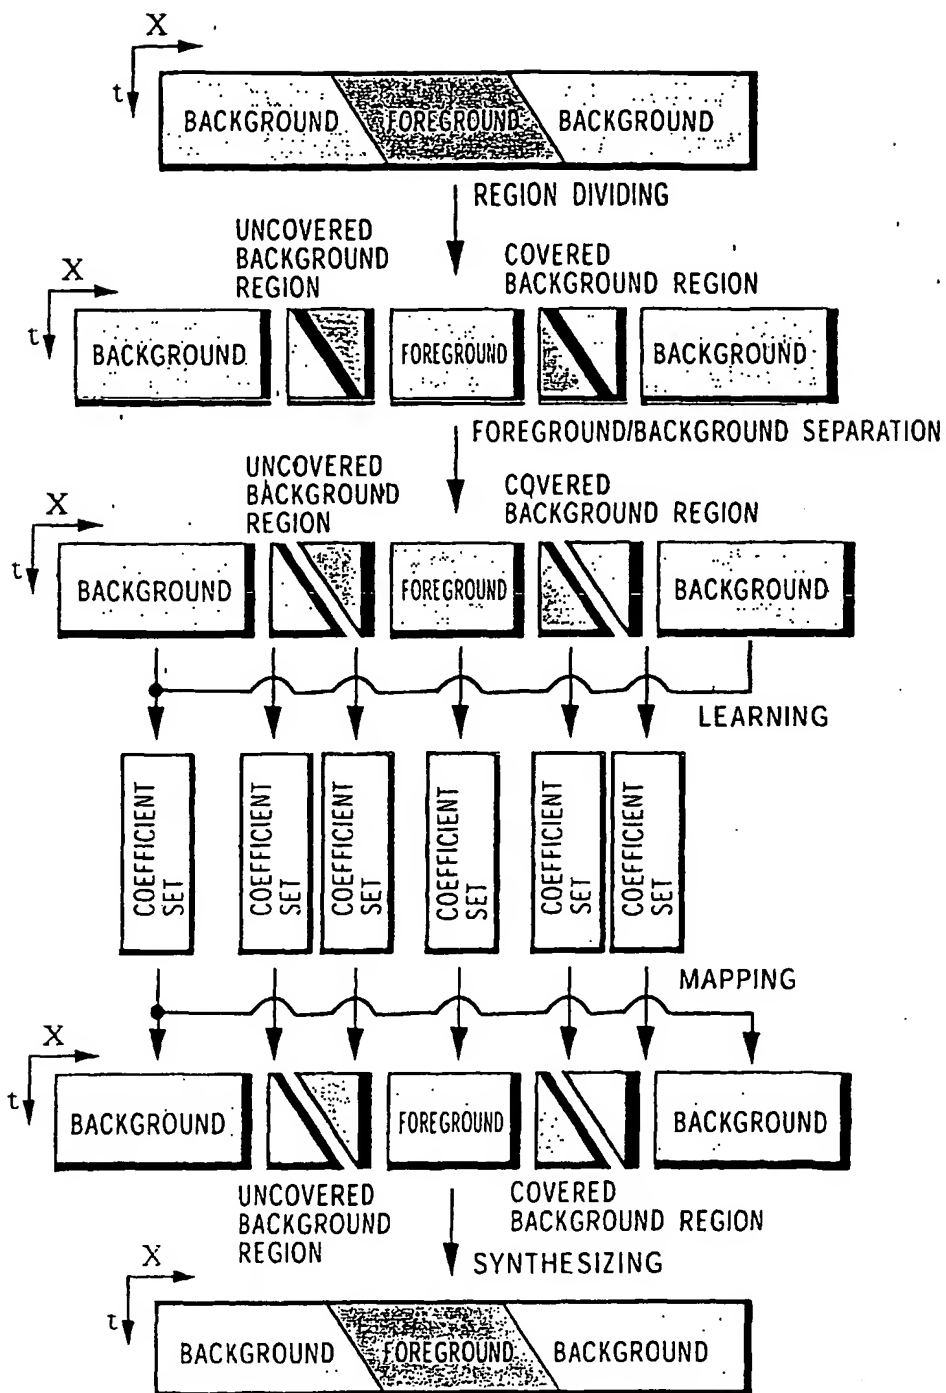 X
t
BACKGROUND FOREGROUND BACKGROUND
REGION DIVIDING
UNCOVERED
BACKGROUND
REGION
COVERED
BACKGROUND REGION
X
t
BACKGROUND FOREGROUND BACKGROUND
FOREGROUND/BACKGROUND SEPARATION
UNCOVERED
BACKGROUND
REGION
COVERED
BACKGROUND REGION
X
t
BACKGROUND FOREGROUND BACKGROUND
LEARNING
COEFFICIENT
SET
COEFFICIENT
SET
COEFFICIENT
SET
COEFFICIENT
SET
COEFFICIENT
SET
COEFFICIENT
SET
MAPPING
X
t
BACKGROUND FOREGROUND BACKGROUND
UNCOVERED
BACKGROUND
REGION
COVERED
BACKGROUND REGION
SYNTHESIZING
X
t
BACKGROUND FOREGROUND BACKGROUND